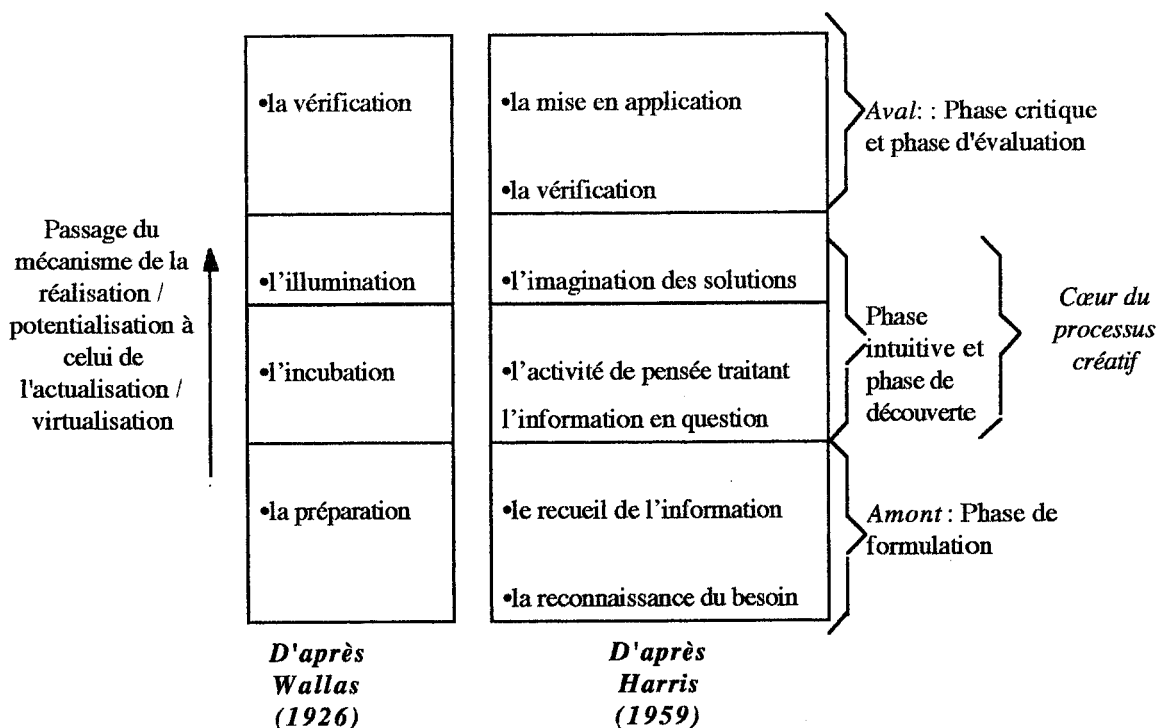 •la vérification
•la mise en application
•la vérification
Aval: : Phase critique
et phase d'évaluation
Passage du
mécanisme de la
réalisation /
potentialisation à
celui de
l'actualisation /
virtualisation
•l'illumination
•l'imagination des solutions
•l'incubation
•l'activité de pensée traitant
l'information en question
Phase
intuitive et
phase de
découverte
Cœur du
processus
créatif
•la préparation
•le recueil de l'information
•la reconnaissance du besoin
Amont : Phase de
formulation
D'après
Wallas
(1926)
D'après
Harris
(1959)